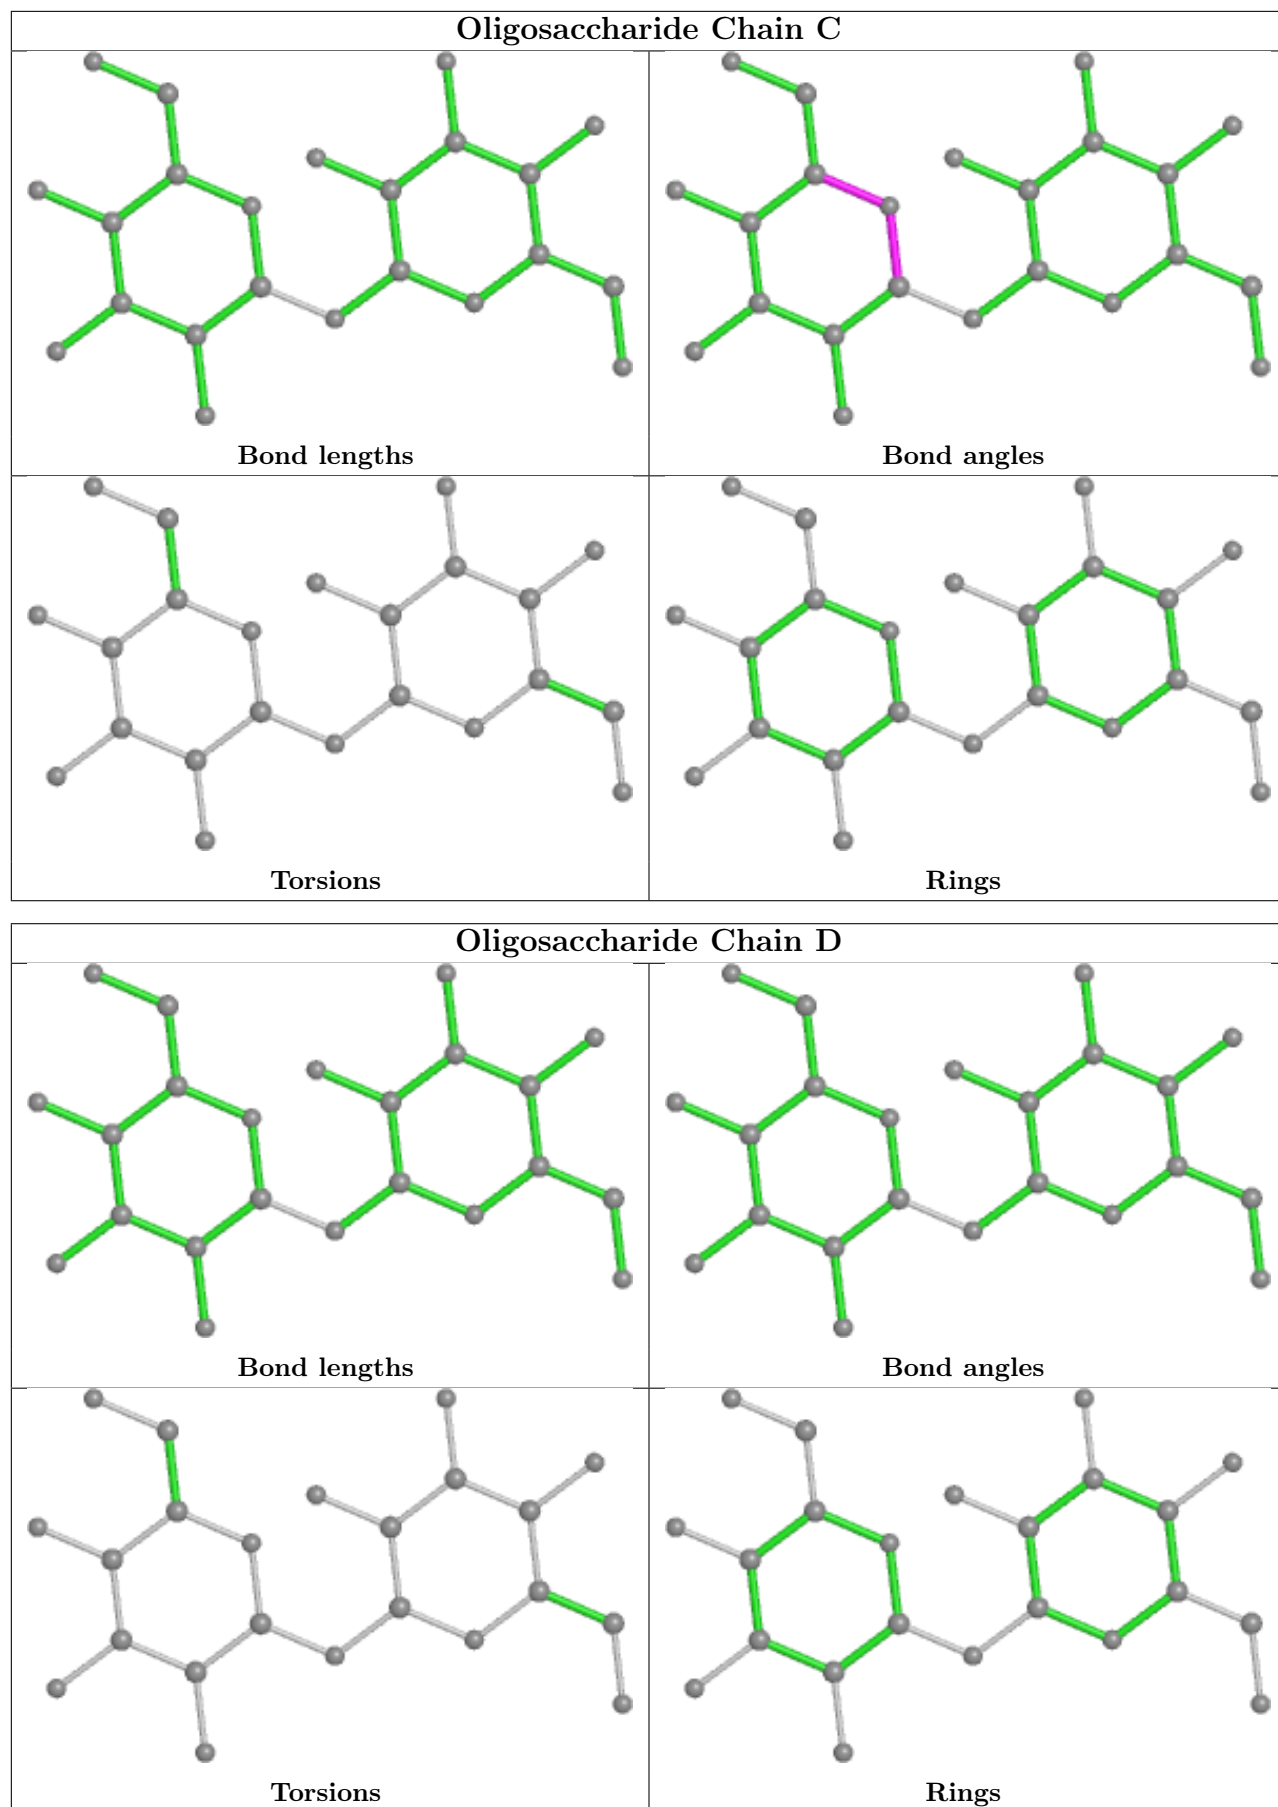 Oligosaccharide Chain C
Bond lengths
Bond angles
Torsions
Rings
Oligosaccharide Chain D
Bond lengths
Bond angles
Torsions
Rings